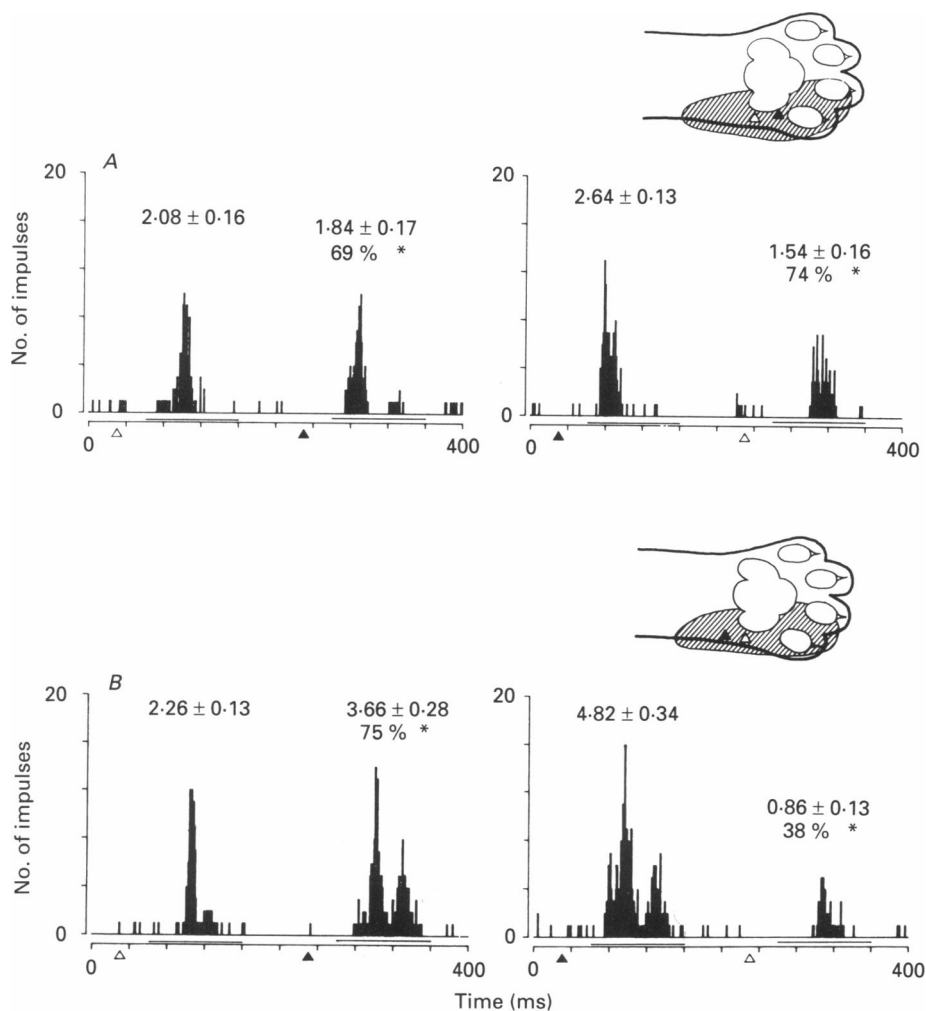 A
20
2·08 ± 0·16
1·84 ± 0·17
69 % *
No. of impulses
0
0
400
20
2·64 ± 0·13
1·54 ± 0·16
74 % *
0
0
400
B
20
2·26 ± 0·13
3·66 ± 0·28
75 % *
No. of impulses
0
0
400
20
4·82 ± 0·34
0·86 ± 0·13
38 % *
0
0
400
Time (ms)